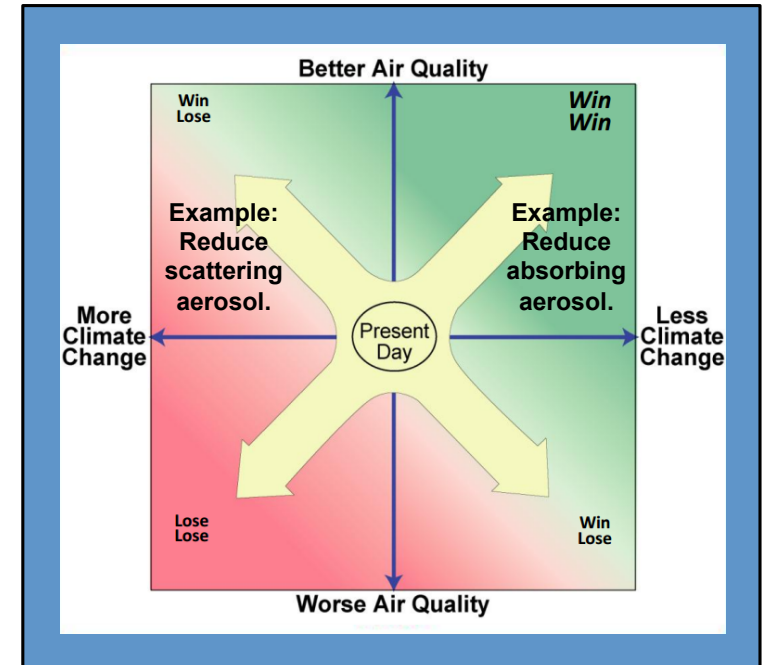 Better Air Quality
Win
Lose
Win
Win
Example:
Reduce
scattering
aerosol.
Example:
Reduce
absorbing
aerosol.
More
Climate
Change
Present
Day
Less
Climate
Change
Lose
Lose
Win
Lose
Worse Air Quality